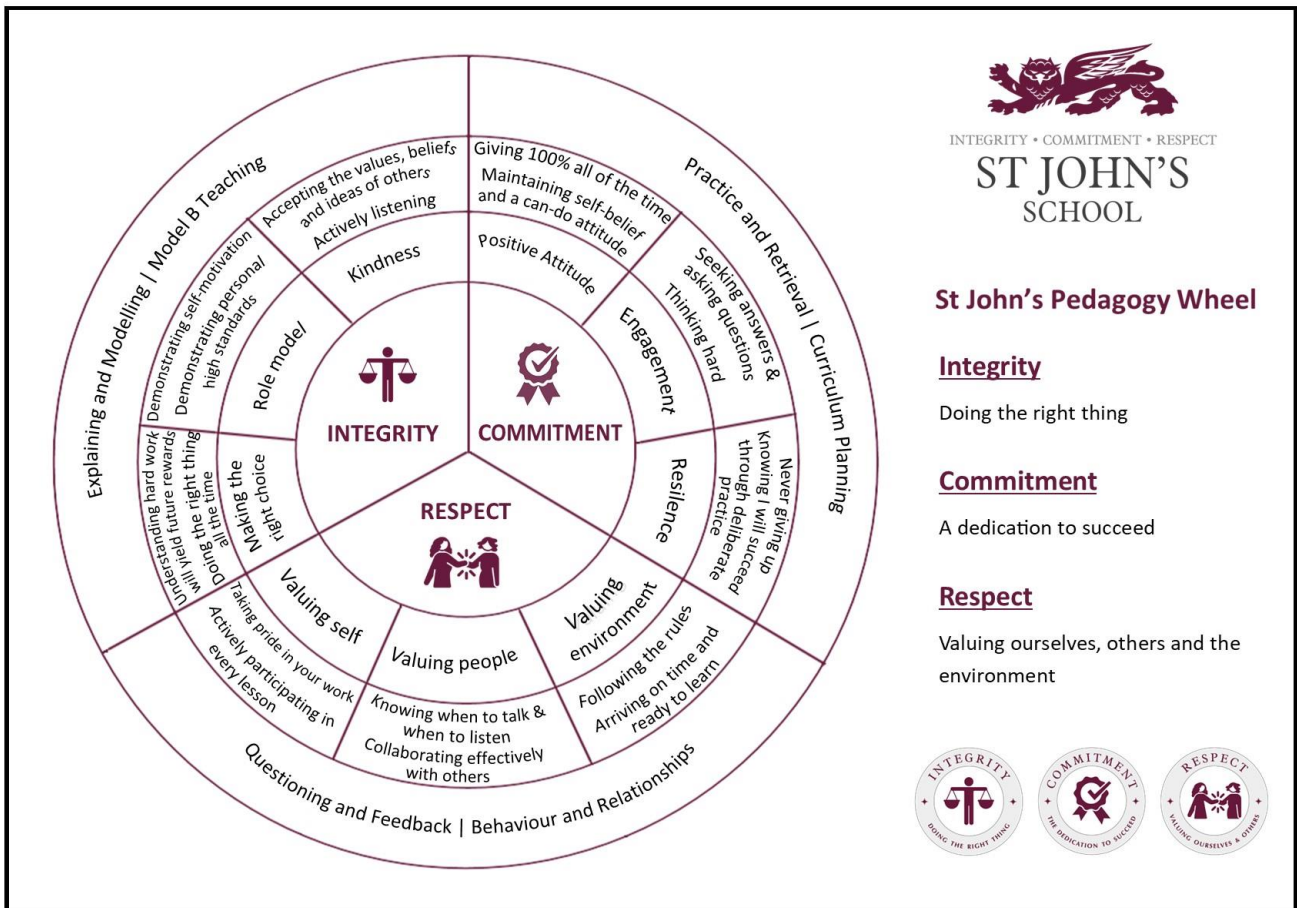 INTEGRITY • COMMITMENT • RESPECT
ST JOHN'S
SCHOOL
St John's Pedagogy Wheel
Integrity
Doing the right thing
Commitment
A dedication to succeed
Respect
Valuing ourselves, others and the
environment
INTEGRITY
DOING THE RIGHT THING
COMMITMENT
THE DEDICATION TO SUCCEED
RESPECT
VALUING OURSELVES & OTHERS
Explaining and Modelling | Model B Teaching
Practice and Retrieval | Curriculum Planning
Questioning and Feedback | Behaviour and Relationships
INTEGRITY
Kindness
Accepting the values, beliefs
and ideas of others
Actively listening
Role model
Demonstrating self-motivation
Demonstrating personal
high standards
Making the
right choice
Understanding hard work
will yield future rewards
Doing the right thing
all the time
COMMITMENT
Positive Attitude
Giving 100% all of the time
Maintaining self-belief
and a can-do attitude
Engagement
Seeking answers &
asking questions
Thinking hard
Resilence
Never giving up
Knowing I will succeed
through deliberate
practice
RESPECT
Valuing self
Taking pride in your work
Actively participating in
every lesson
Valuing people
Knowing when to talk &
when to listen
Collaborating effectively
with others
Valuing
environment
Following the rules
Arriving on time and
ready to learn